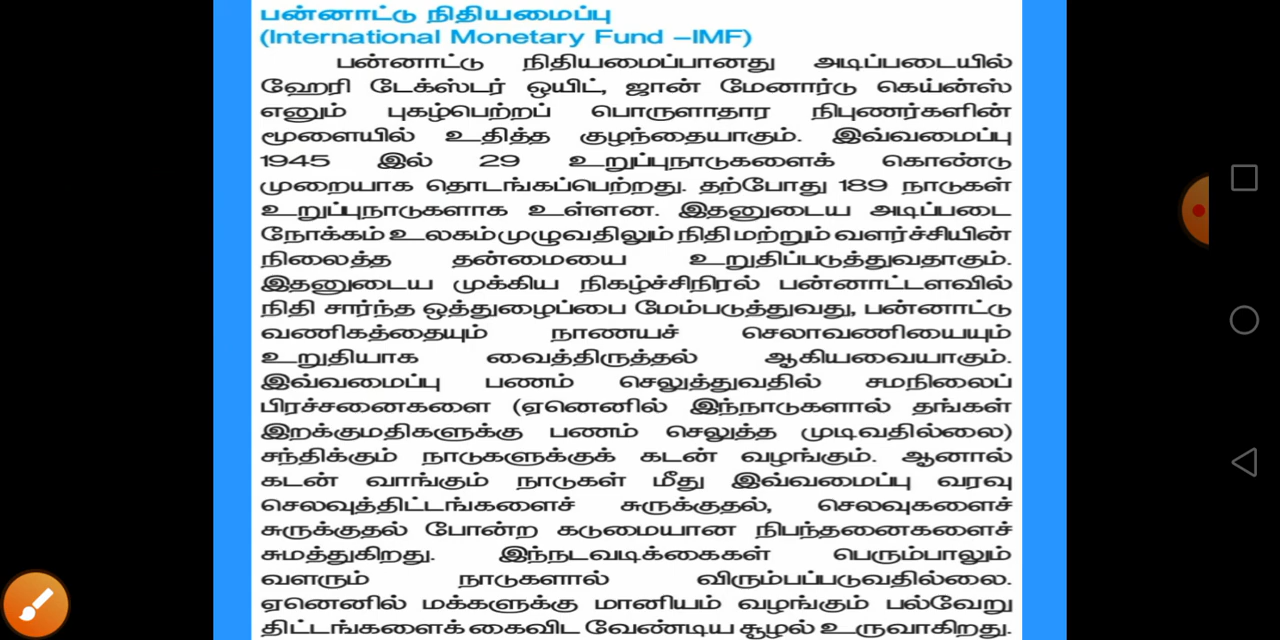 பன்னாட்டு நிதியமைப்பு
(International Monetary Fund –IMF)
பன்னாட்டு நிதியமைப்பானது அடிப்படையில்
ஹேரி டேக்ஸ்டர் ஒயிட், ஜான் மேனார்டு கெய்ன்ஸ்
எனும் புகழ்பெற்றப் பொருளாதார நிபுணர்களின்
மூளையில் உதித்த குழந்தையாகும். இவ்வமைப்பு
1945 இல் 29 உறுப்புநாடுகளைக் கொண்டு
முறையாக தொடங்கப்பெற்றது. தற்போது 189 நாடுகள்
உறுப்புநாடுகளாக உள்ளன. இதனுடைய அடிப்படை
நோக்கம் உலகம்முழுவதிலும் நிதி மற்றும் வளர்ச்சியின்
நிலைத்த தன்மையை உறுதிப்படுத்துவதாகும்.
இதனுடைய முக்கிய நிகழ்ச்சிநிரல் பன்னாட்டளவில்
நிதி சார்ந்த ஒத்துழைப்பை மேம்படுத்துவது, பன்னாட்டு
வணிகத்தையும் நாணயச் செலாவணியையும்
உறுதியாக வைத்திருத்தல் ஆகியவையாகும்.
இவ்வமைப்பு பணம் செலுத்துவதில் சமநிலைப்
பிரச்சனைகளை (ஏனெனில் இந்நாடுகளால் தங்கள்
இறக்குமதிகளுக்கு பணம் செலுத்த முடிவதில்லை)
சந்திக்கும் நாடுகளுக்குக் கடன் வழங்கும். ஆனால்
கடன் வாங்கும் நாடுகள் மீது இவ்வமைப்பு வரவு
செலவுத்திட்டங்களைச் சுருக்குதல், செலவுகளைச்
சுருக்குதல் போன்ற கடுமையான நிபந்தனைகளைச்
சுமத்துகிறது. இந்நடவடிக்கைகள் பெரும்பாலும்
வளரும் நாடுகளால் விரும்பப்படுவதில்லை.
ஏனெனில் மக்களுக்கு மானியம் வழங்கும் பல்வேறு
திட்டங்களைக் கைவிட வேண்டிய சூழல் உருவாகிறது.